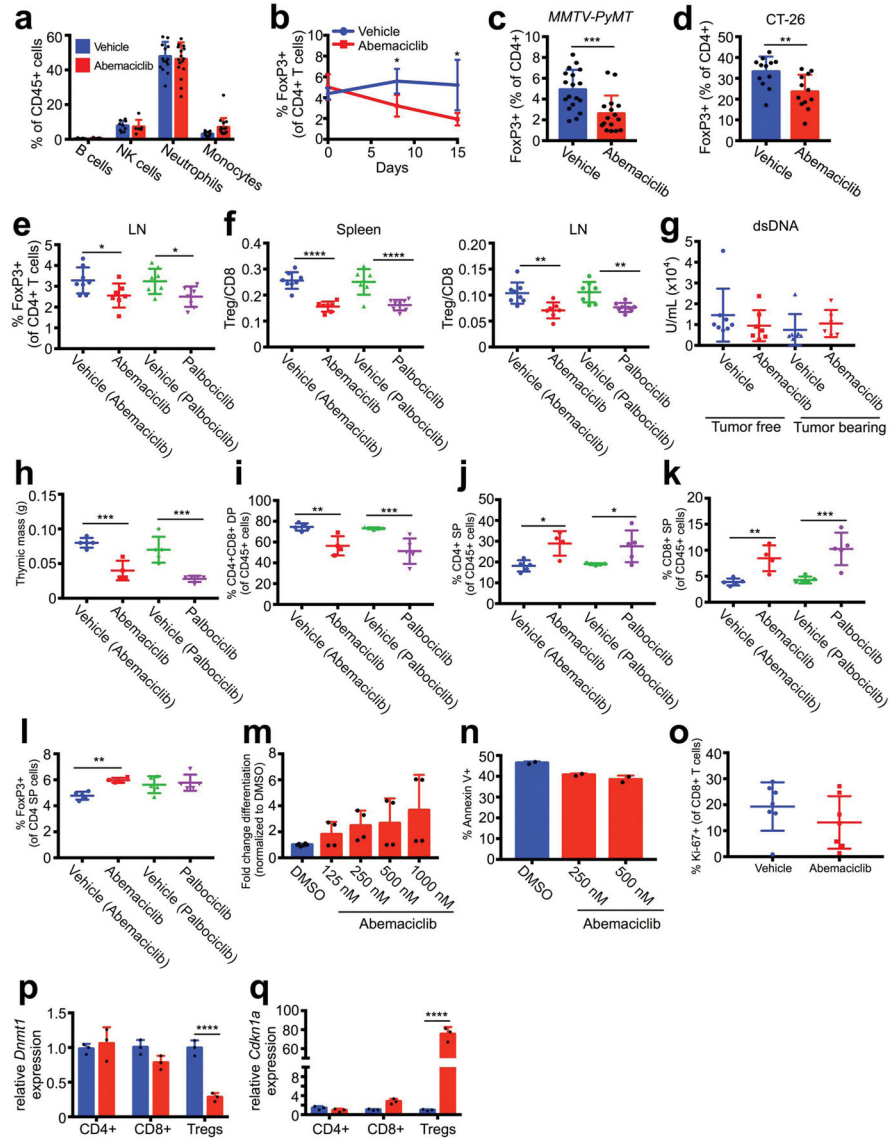 a
Vehicle
Abemaciclib
% of CD45+ cells
60
40
20
0
B cells
NK cells
Neutrophils
Monocytes
b
Vehicle
Abemaciclib
% FoxP3+
(of CD4+ T cells)
10
8
6
4
2
0
*
*
0
5
10
15
Days
c
MMTV-PyMT
FoxP3+ (% of CD4+)
10
8
6
4
2
0
***
Vehicle
Abemaciclib
d
CT-26
FoxP3+ (% of CD4+)
60
50
40
30
20
10
0
**
Vehicle
Abemaciclib
e
LN
% FoxP3+
(of CD4+ T cells)
5
4
3
2
1
0
*
*
Vehicle (Abemaciclib)
Abemaciclib
Vehicle (Palbociclib)
Palbociclib
f
Spleen
Treg/CD8
0.4
0.3
0.2
0.1
0.0
****
****
Vehicle (Abemaciclib)
Abemaciclib
Vehicle (Palbociclib)
Palbociclib
LN
Treg/CD8
0.20
0.15
0.10
0.05
0.00
**
**
Vehicle (Abemaciclib)
Abemaciclib
Vehicle (Palbociclib)
Palbociclib
g
dsDNA
U/mL (x10⁴)
5
4
3
2
1
0
Vehicle
Abemaciclib
Vehicle
Abemaciclib
Tumor free
Tumor bearing
h
Thymic mass (g)
0.15
0.10
0.05
0.00
***
***
Vehicle (Abemaciclib)
Abemaciclib
Vehicle (Palbociclib)
Palbociclib
i
% CD4+CD8+ DP
(of CD45+ cells)
100
80
60
40
20
0
**
***
Vehicle (Abemaciclib)
Abemaciclib
Vehicle (Palbociclib)
Palbociclib
j
% CD4+ SP
(of CD45+ cells)
50
40
30
20
10
0
*
*
Vehicle (Abemaciclib)
Abemaciclib
Vehicle (Palbociclib)
Palbociclib
k
% CD8+ SP
(of CD45+ cells)
20
15
10
5
0
**
***
Vehicle (Abemaciclib)
Abemaciclib
Vehicle (Palbociclib)
Palbociclib
l
% FoxP3+
(of CD4 SP cells)
10
8
6
4
2
0
**
Vehicle (Abemaciclib)
Abemaciclib
Vehicle (Palbociclib)
Palbociclib
m
Fold change differentiation
(normalized to DMSO)
8
6
4
2
0
DMSO
125 nM
250 nM
500 nM
1000 nM
Abemaciclib
n
% Annexin V+
50
40
30
20
10
0
DMSO
250 nM
500 nM
Abemaciclib
o
% Ki-67+ (of CD8+ T cells)
40
30
20
10
0
Vehicle
Abemaciclib
p
relative Dnmt1
expression
1.5
1.0
0.5
0.0
****
CD4+
CD8+
Tregs
q
relative Cdkn1a
expression
100
80
60
4
2
0
****
CD4+
CD8+
Tregs